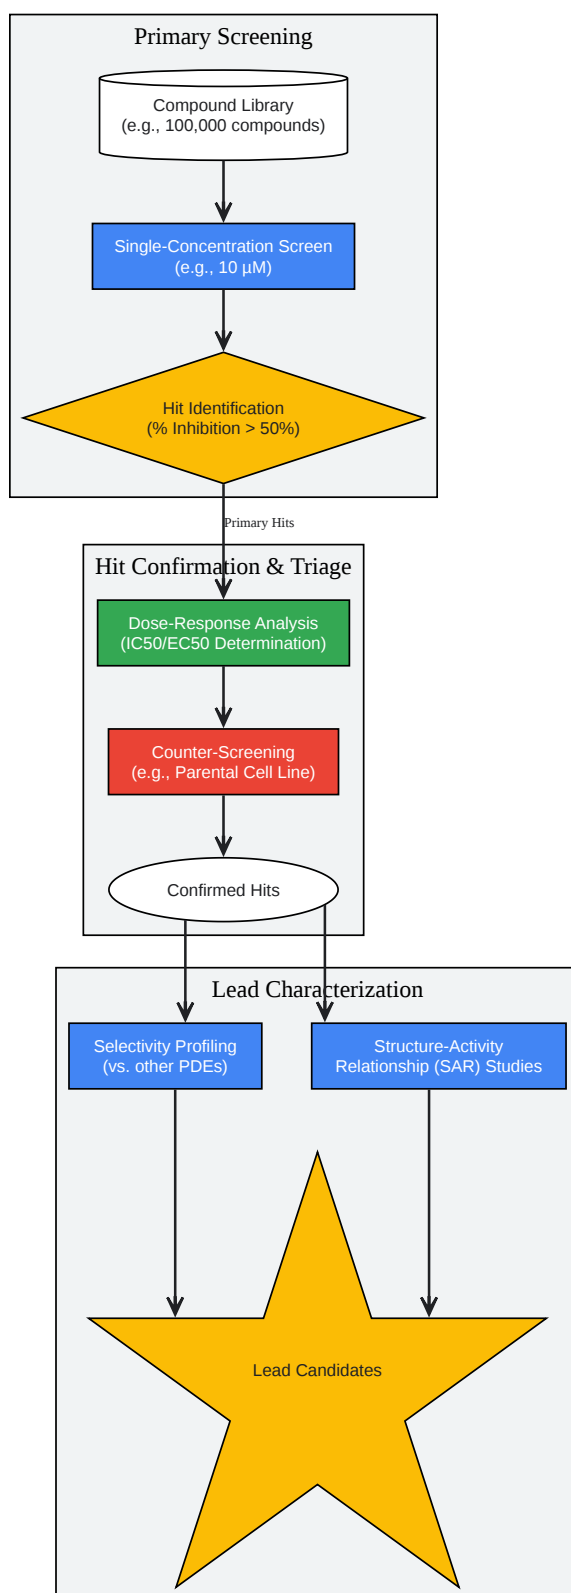 Primary Screening
Compound Library
(e.g., 100,000 compounds)
Single-Concentration Screen
(e.g., 10 µM)
Hit Identification
(% Inhibition > 50%)
Primary Hits
Hit Confirmation & Triage
Dose-Response Analysis
(IC50/EC50 Determination)
Counter-Screening
(e.g., Parental Cell Line)
Confirmed Hits
Lead Characterization
Selectivity Profiling
(vs. other PDEs)
Structure-Activity
Relationship (SAR) Studies
Lead Candidates